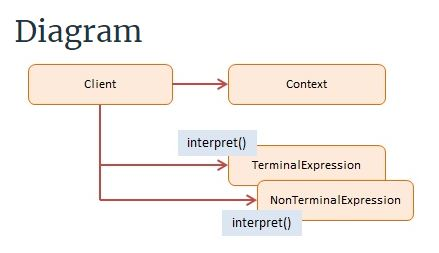 Diagram
Client
Context
interpret()
TerminalExpression
NonTerminalExpression
interpret()